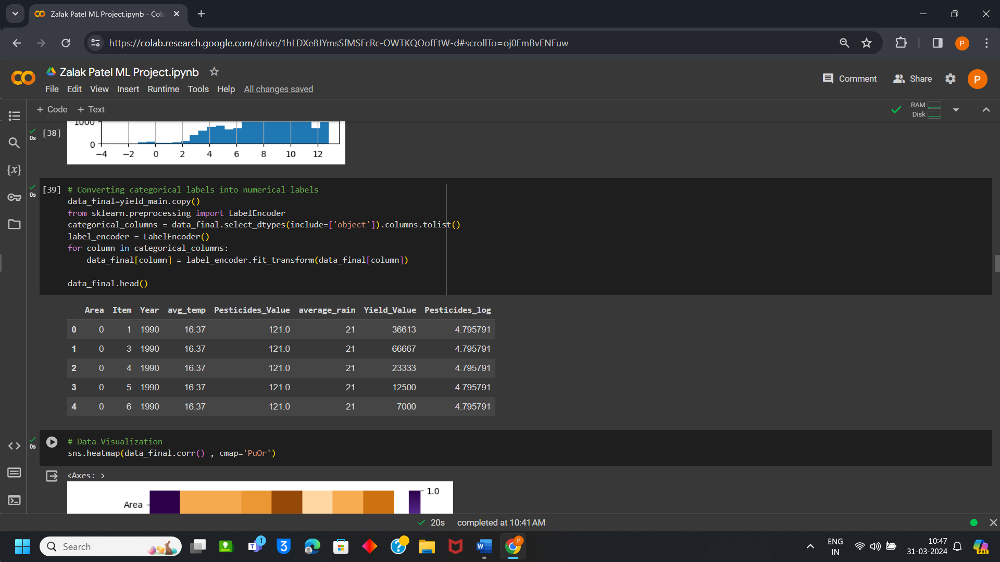 Zalak Patel ML Project.ipynb - Cola
https://colab.research.google.com/drive/1hLDXe8JYmsSfMSFcRc-OWTKQOofFtW-d#scrollTo=oj0FmBvENFuw
P
Zalak Patel ML Project.ipynb
Comment
Share
P
File Edit View Insert Runtime Tools Help All changes saved
+ Code + Text
RAM
Disk
0s
[38]
1000
0
−4 −2 0 2 4 6 8 10 12
0s
[39]
# Converting categorical labels into numerical labels
data_final=yield_main.copy()
from sklearn.preprocessing import LabelEncoder
categorical_columns = data_final.select_dtypes(include=['object']).columns.tolist()
label_encoder = LabelEncoder()
for column in categorical_columns:
data_final[column] = label_encoder.fit_transform(data_final[column])
data_final.head()
Area Item Year avg_temp Pesticides_Value average_rain Yield_Value Pesticides_log
0 0 1 1990 16.37 121.0 21 36613 4.795791
1 0 3 1990 16.37 121.0 21 66667 4.795791
2 0 4 1990 16.37 121.0 21 23333 4.795791
3 0 5 1990 16.37 121.0 21 12500 4.795791
4 0 6 1990 16.37 121.0 21 7000 4.795791
0s
# Data Visualization
sns.heatmap(data_final.corr() , cmap='PuOr')
<Axes: >
1.0
Area
20s completed at 10:41 AM
Search
1
P
ENG
IN
10:47
31-03-2024
PRE